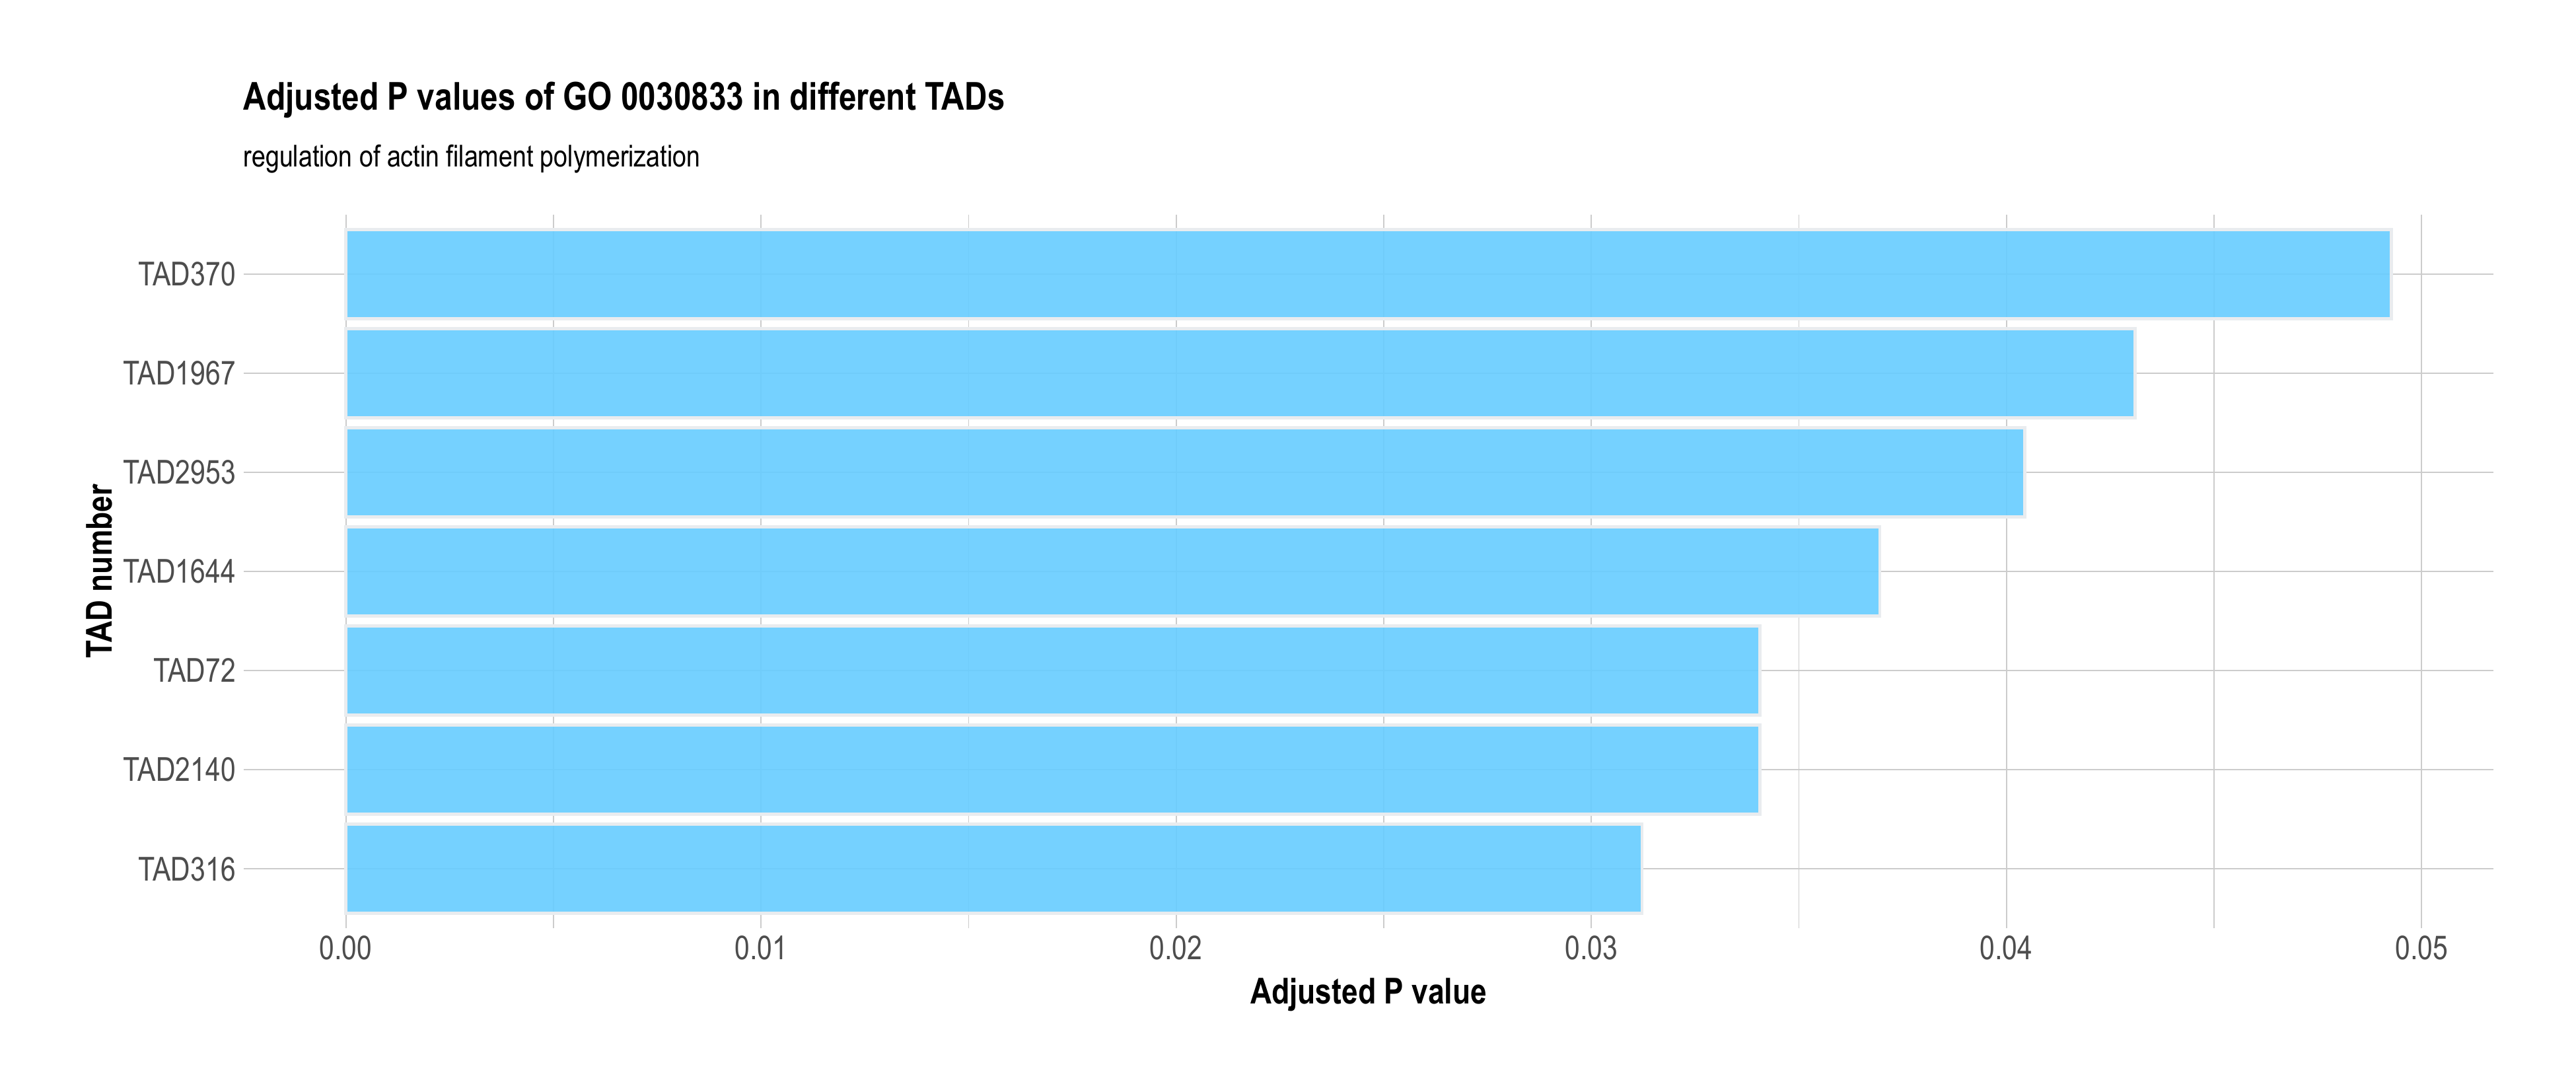 Adjusted P values of GO 0030833 in different TADs
regulation of actin filament polymerization
TAD number
TAD370
TAD1967
TAD2953
TAD1644
TAD72
TAD2140
TAD316
0.00 0.01 0.02 0.03 0.04 0.05
Adjusted P value